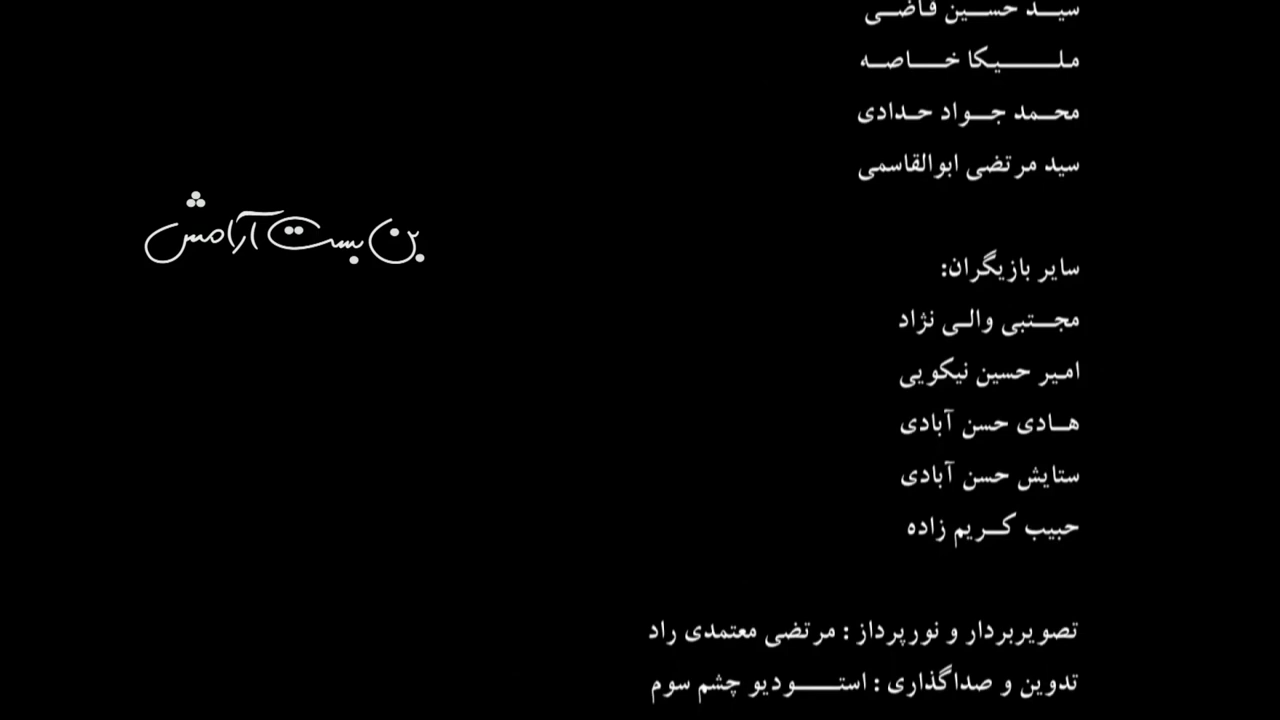 سید حسین قاضی
ملیکا خاصه
محمد جواد حدادی
سید مرتضی ابوالقاسمی
بن بست آرامش
سایر بازیگران:
مجتبی والی نژاد
امیر حسین نیکویی
هادی حسن آبادی
ستایش حسن آبادی
حبیب کریم زاده
تصویربردار و نورپرداز : مرتضی معتمدی راد
تدوین و صداگذاری : استودیو چشم سوم